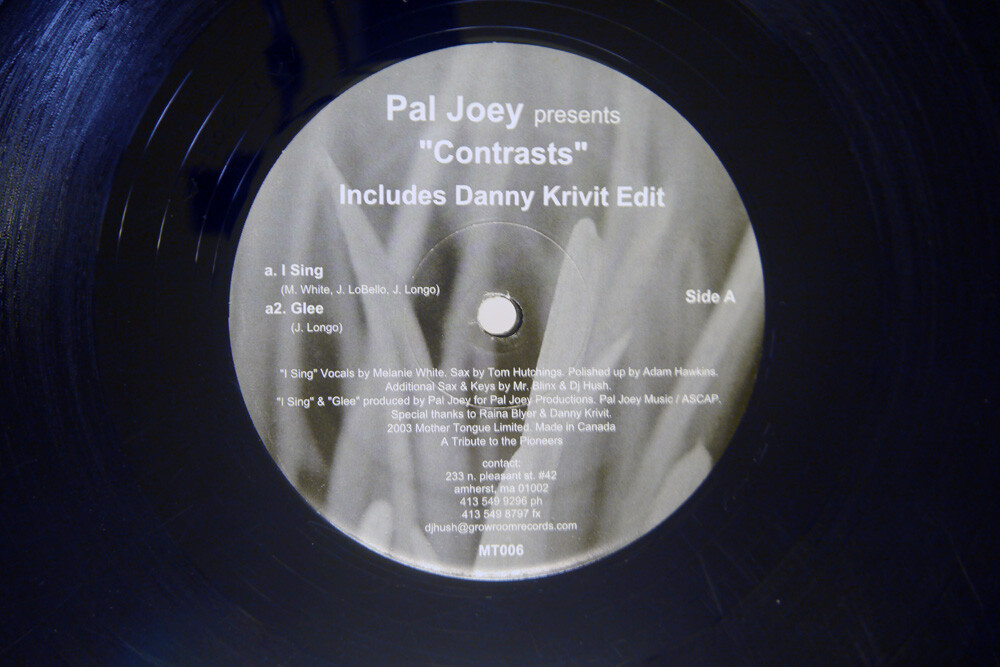 Pal Joey presents
"Contrasts"
Includes Danny Krivit Edit
a. I Sing
(M. White, J. LoBello, J. Longo)
a2. Glee
(J. Longo)
Side A
"I Sing" Vocals by Melanie White. Sax by Tom Hutchings. Polished up by Adam Hawkins.
Additional Sax & Keys by Mr. Blinx & Dj Hush.
"I Sing" & "Glee" produced by Pal Joey for Pal Joey Productions. Pal Joey Music / ASCAP.
Special thanks to Raina Blyer & Danny Krivit.
2003 Mother Tongue Limited. Made in Canada
A Tribute to the Pioneers
contact:
233 n. pleasant st. #42
amherst, ma 01002
413 549 9296 ph
413 549 8797 fx
djhush@growroomrecords.com
MT006